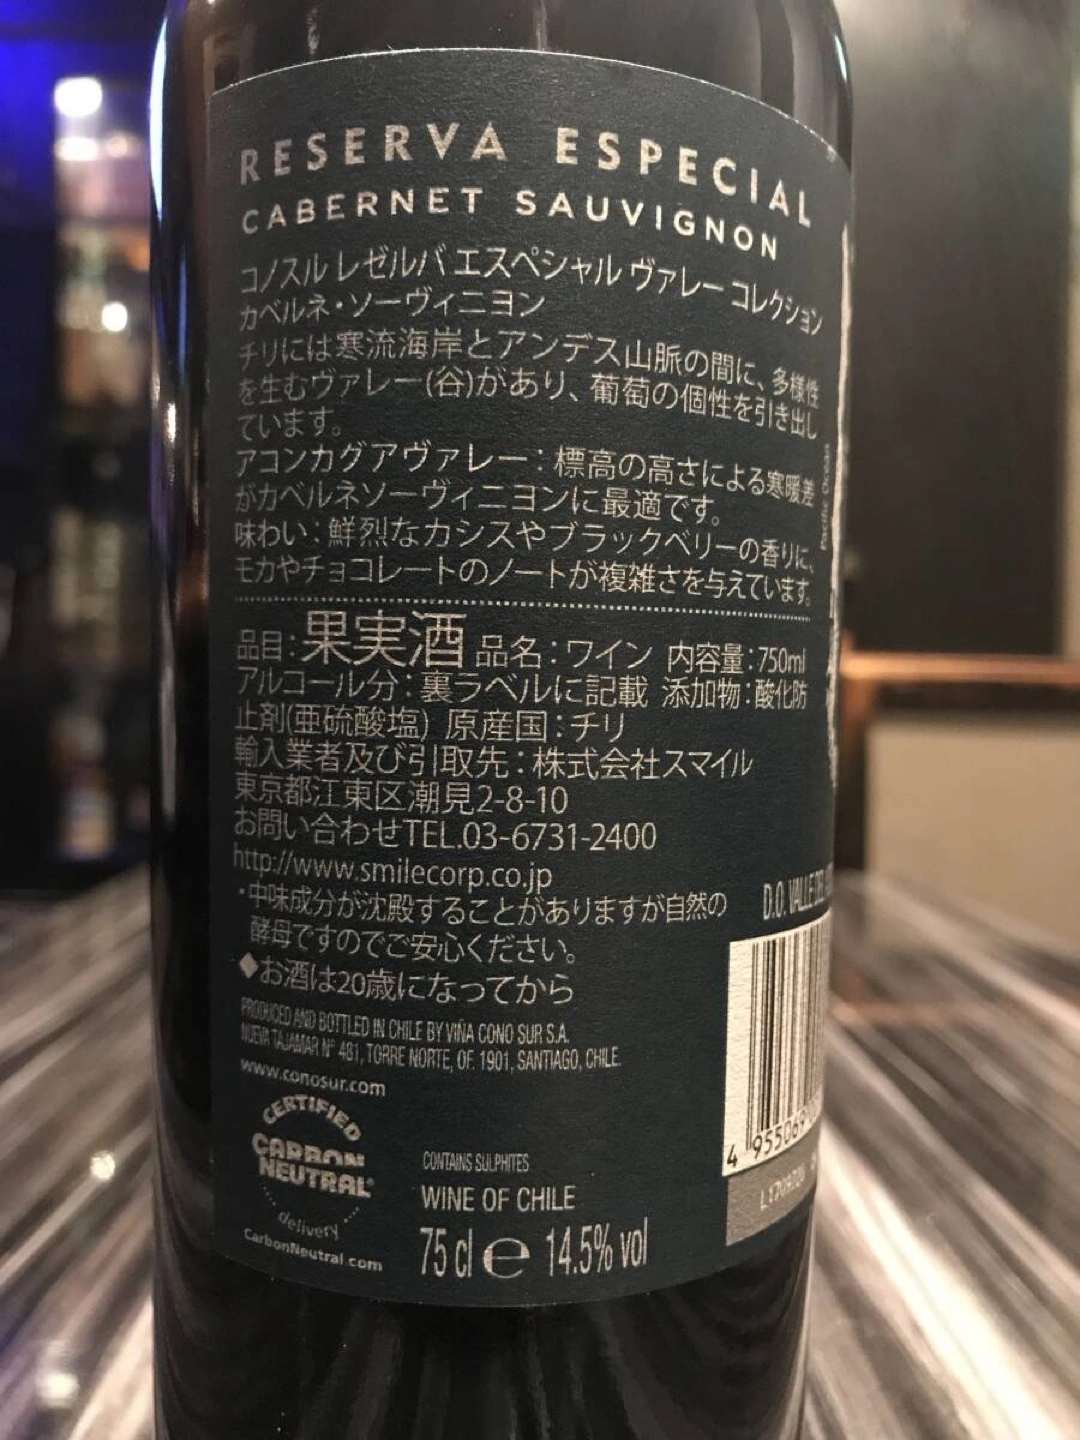 RESERVA ESPECIAL
CABERNET SAUVIGNON
コノスル レゼルバ エスペシャル ヴァレー コレクション
カベルネ・ソーヴィニヨン
チリには寒流海岸とアンデス山脈の間に、多様性
を生むヴァレー(谷)があり、葡萄の個性を引き出し
ています。
アコンカグアヴァレー：標高の高さによる寒暖差
がカベルネソーヴィニヨンに最適です。
味わい：鮮烈なカシスやブラックベリーの香りに、
モカやチョコレートのノートが複雑さを与えています。
品目：果実酒 品名：ワイン 内容量：750ml
アルコール分：裏ラベルに記載 添加物：酸化防
止剤(亜硫酸塩) 原産国：チリ
輸入業者及び引取先：株式会社スマイル
東京都江東区潮見2-8-10
お問い合わせTEL.03-6731-2400
http://www.smilecorp.co.jp
・中味成分が沈殿することがありますが自然の
酵母ですのでご安心ください。
◆お酒は20歳になってから
PRODUCED AND BOTTLED IN CHILE BY VIÑA CONO SUR S.A.
NUEVA TAJAMAR Nº 481, TORRE NORTE, OF. 1901, SANTIAGO, CHILE.
www.conosur.com
CERTIFIED
CARBON
NEUTRAL®
delivery
CarbonNeutral.com
CONTAINS SULPHITES
WINE OF CHILE
75 cl e 14.5% vol
Pacific Ocean
D.O. VALLE DE
4 955069